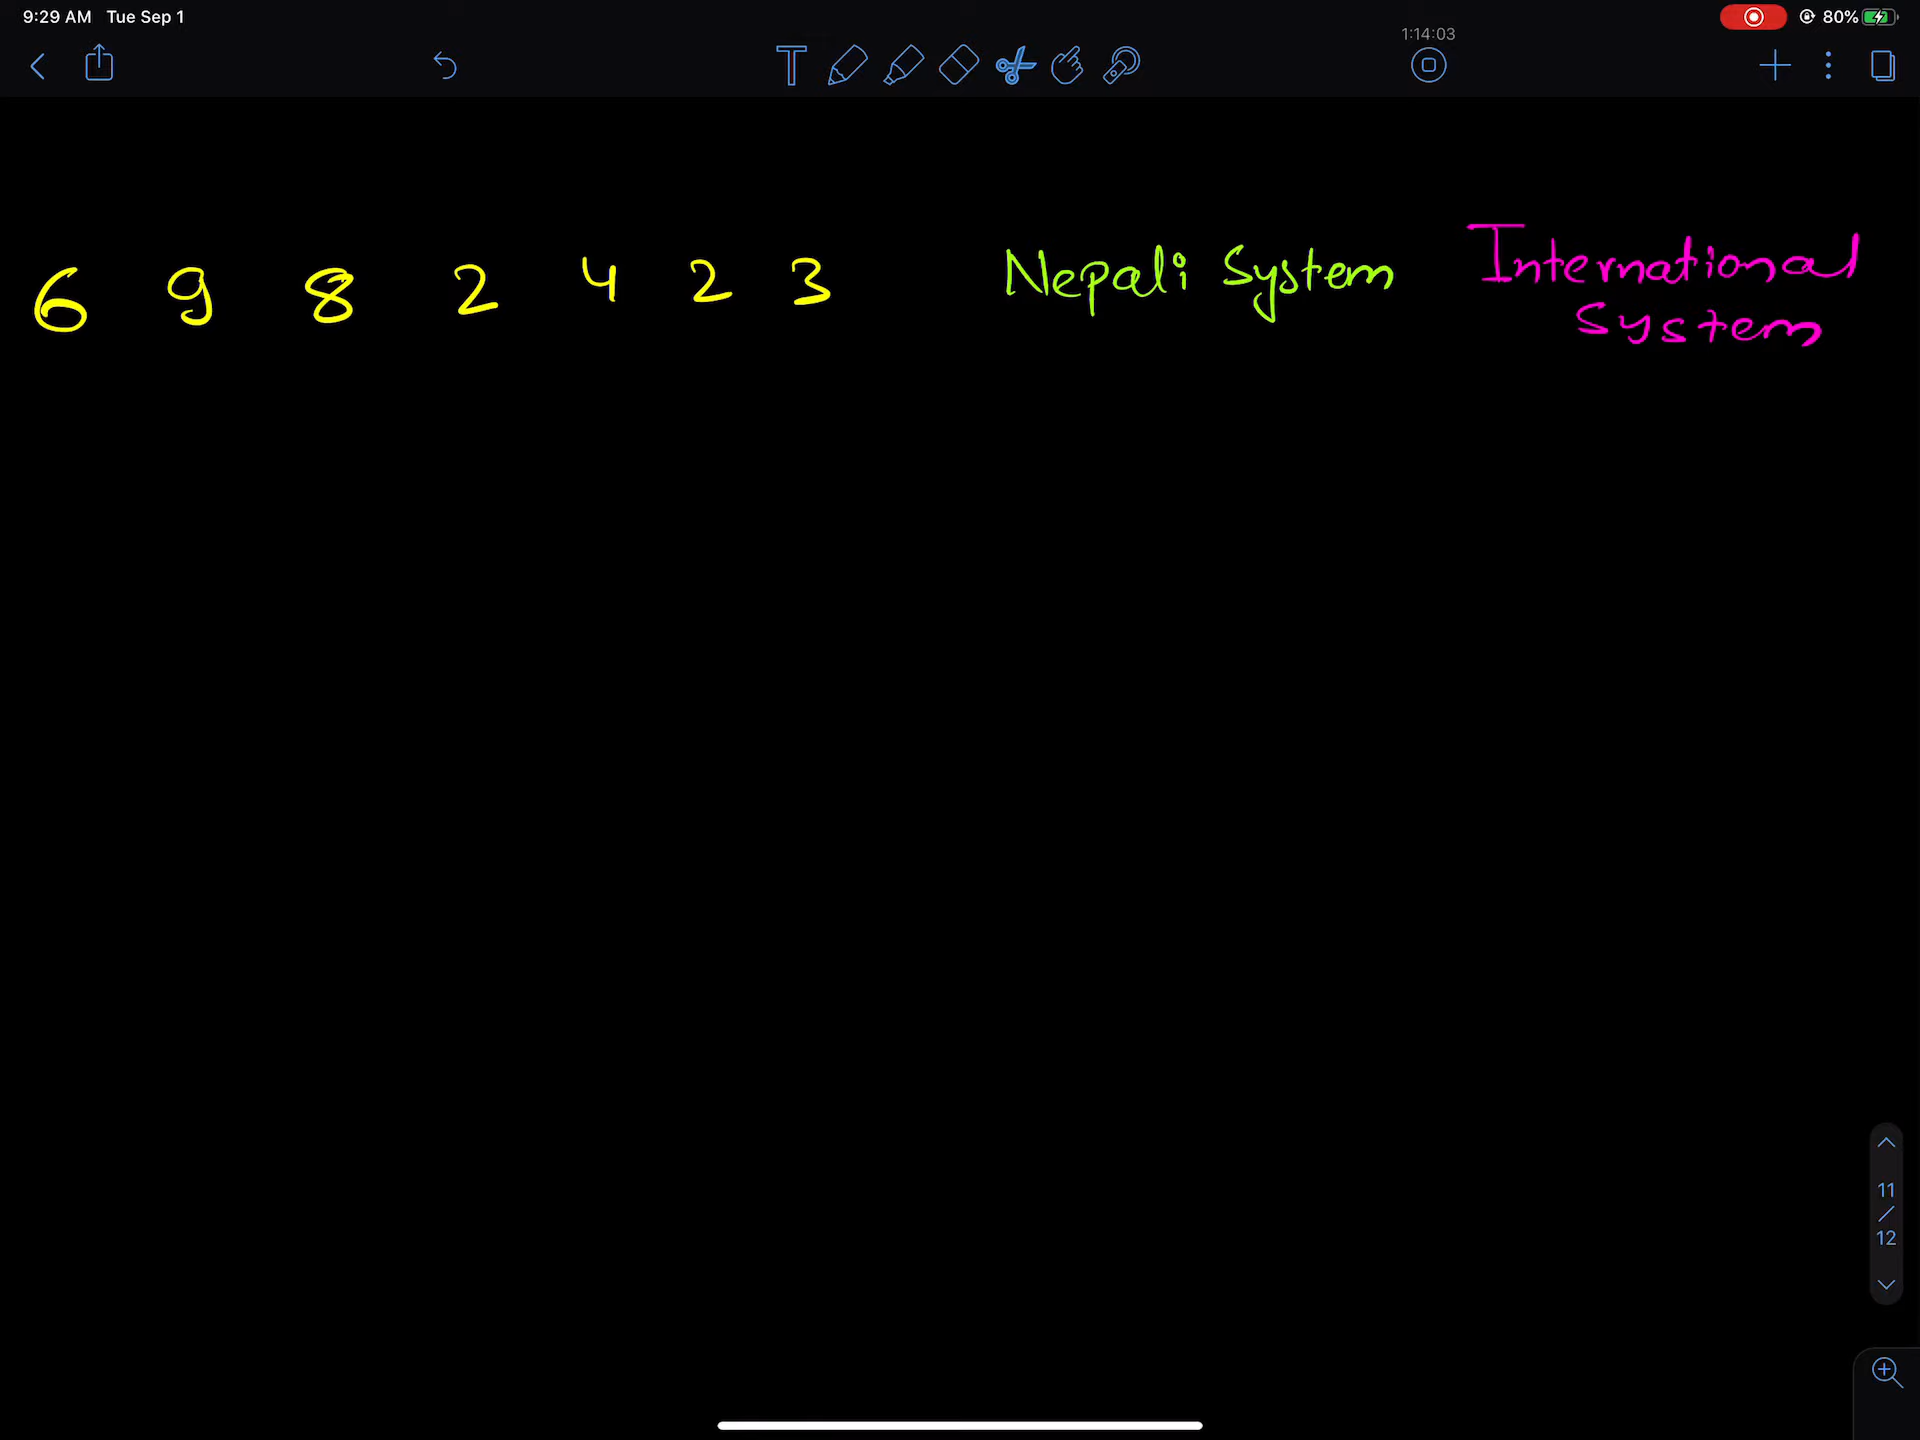 9:29 AM Tue Sep 1
80%
1:14:03
6 9 8 2 4 2 3 Nepali System International
System
11
/
12